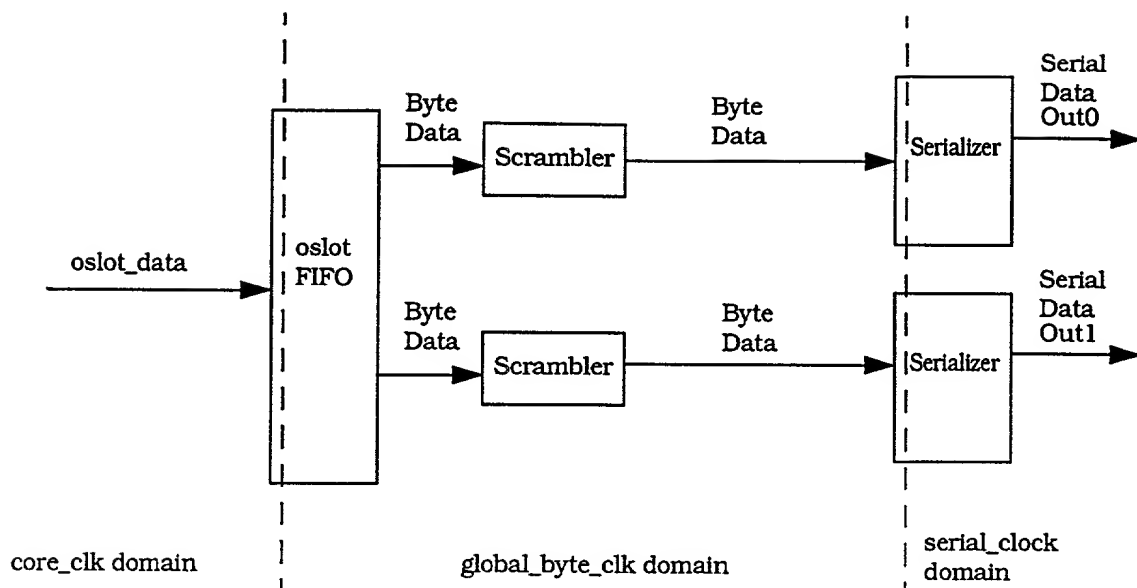 Serial
Data
Out0
Byte
Data
Byte
Data
Scrambler
Serializer
oslot_data
oslot
FIFO
Byte
Data
Byte
Data
Scrambler
Serial
Data
Out1
Serializer
core_clk domain
global_byte_clk domain
serial_clock
domain